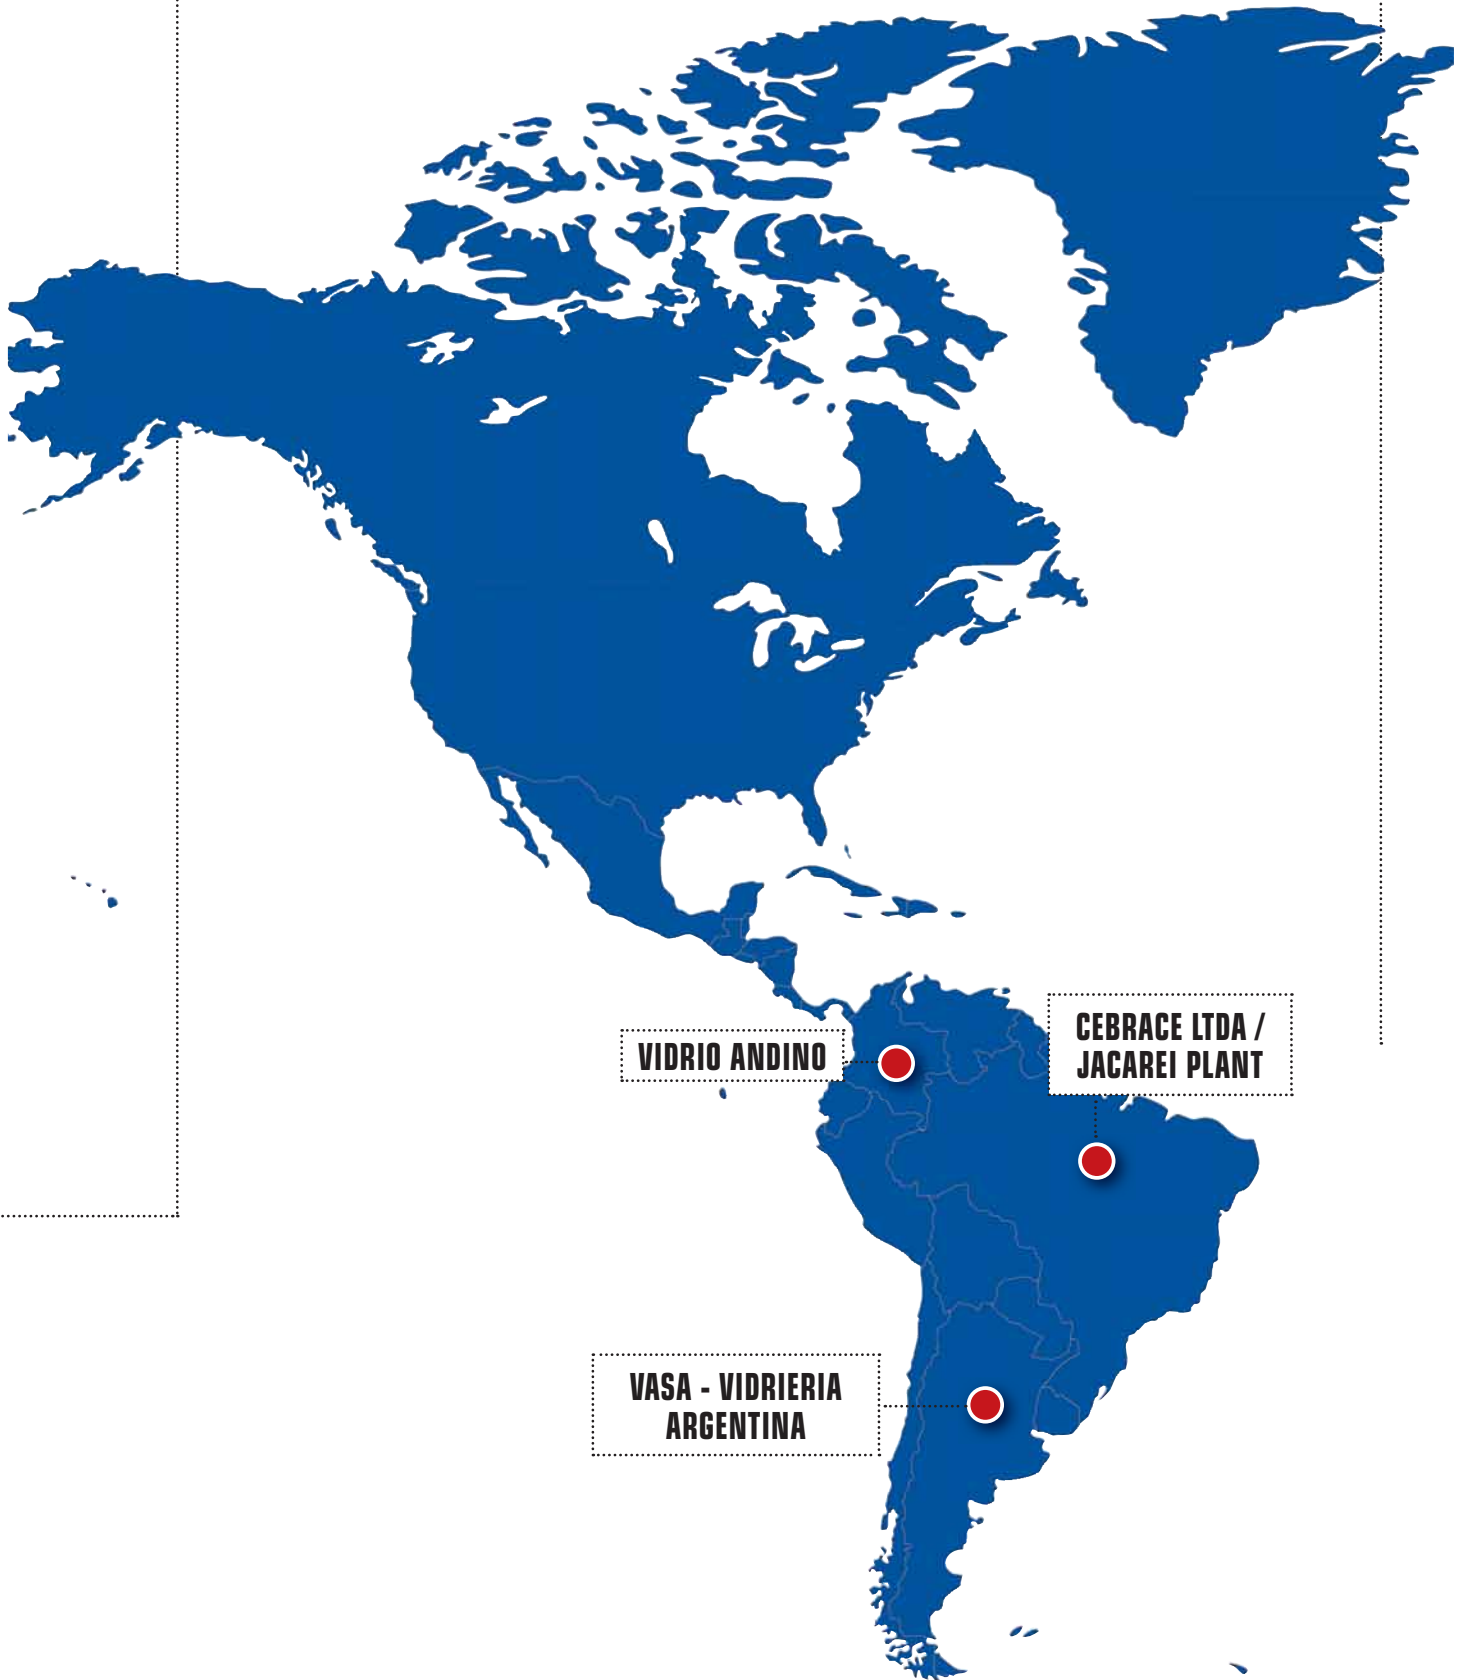 CEBRACE LTDA /
JACAREI PLANT
VIDRIO ANDINO
VASA - VIDRIERIA
ARGENTINA